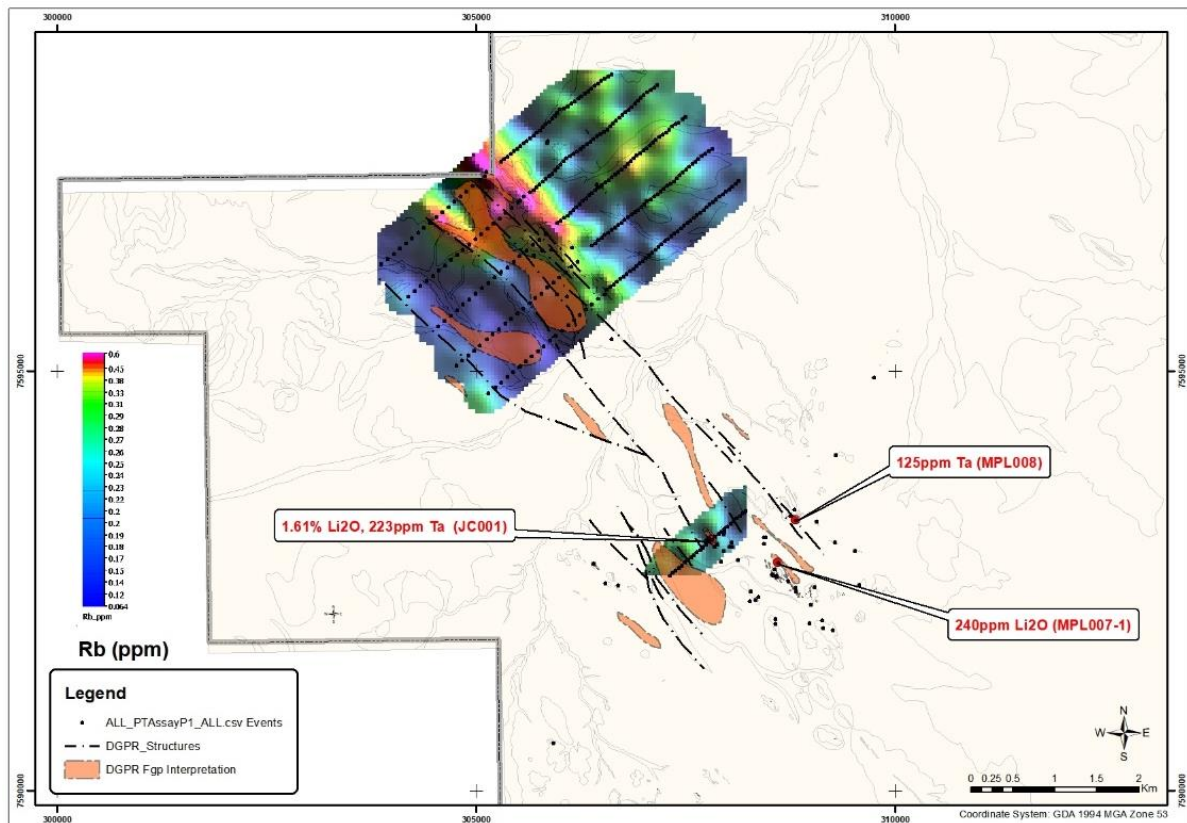 300000
305000
310000
7595000
7595000
0.6
0.45
0.38
0.33
0.31
0.28
0.29
0.27
0.25
0.24
0.23
0.22
0.2
0.2
0.19
0.18
0.17
0.15
0.13
0.12
0.064
Rb_ppm
Rb (ppm)
125ppm Ta (MPL008)
1.61% Li2O, 223ppm Ta (JC001)
240ppm Li2O (MPL007-1)
Legend
ALL_PTAssayP1_ALL.csv Events
DGPR_Structures
DGPR Fgp Interpretation
N
W E
S
0 0.25 0.5 1 1.5 2
Km
7590000
7590000
300000
305000
310000
Coordinate System: GDA 1994 MGA Zone 53